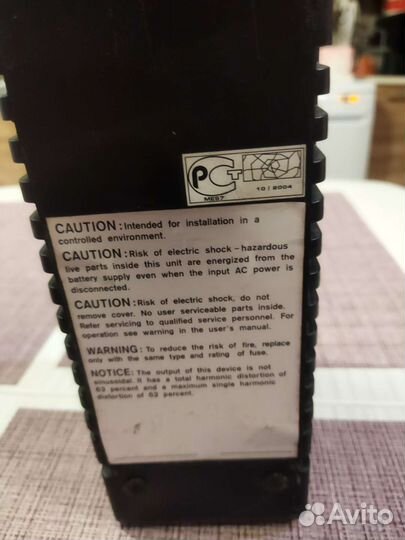 РСТ
МЕ67
10 | 2004
CAUTION: Intended for installation in a
controlled environment.
CAUTION: Risk of electric shock - hazardous
live parts inside this unit are energized from the
battery supply even when the input AC power is
disconnected.
CAUTION: Risk of electric shock, do not
remove cover. No user serviceable parts inside.
Refer servicing to qualified service personnel. For
operation see warning in the user's manual.
WARNING: To reduce the risk of fire, replace
only with the same type and rating of fuse.
NOTICE: The output of this device is not
sinusoidal. It has a total harmonic distortion of
63 percent and a maximum single harmonic
distortion of 62 percent.
Avito